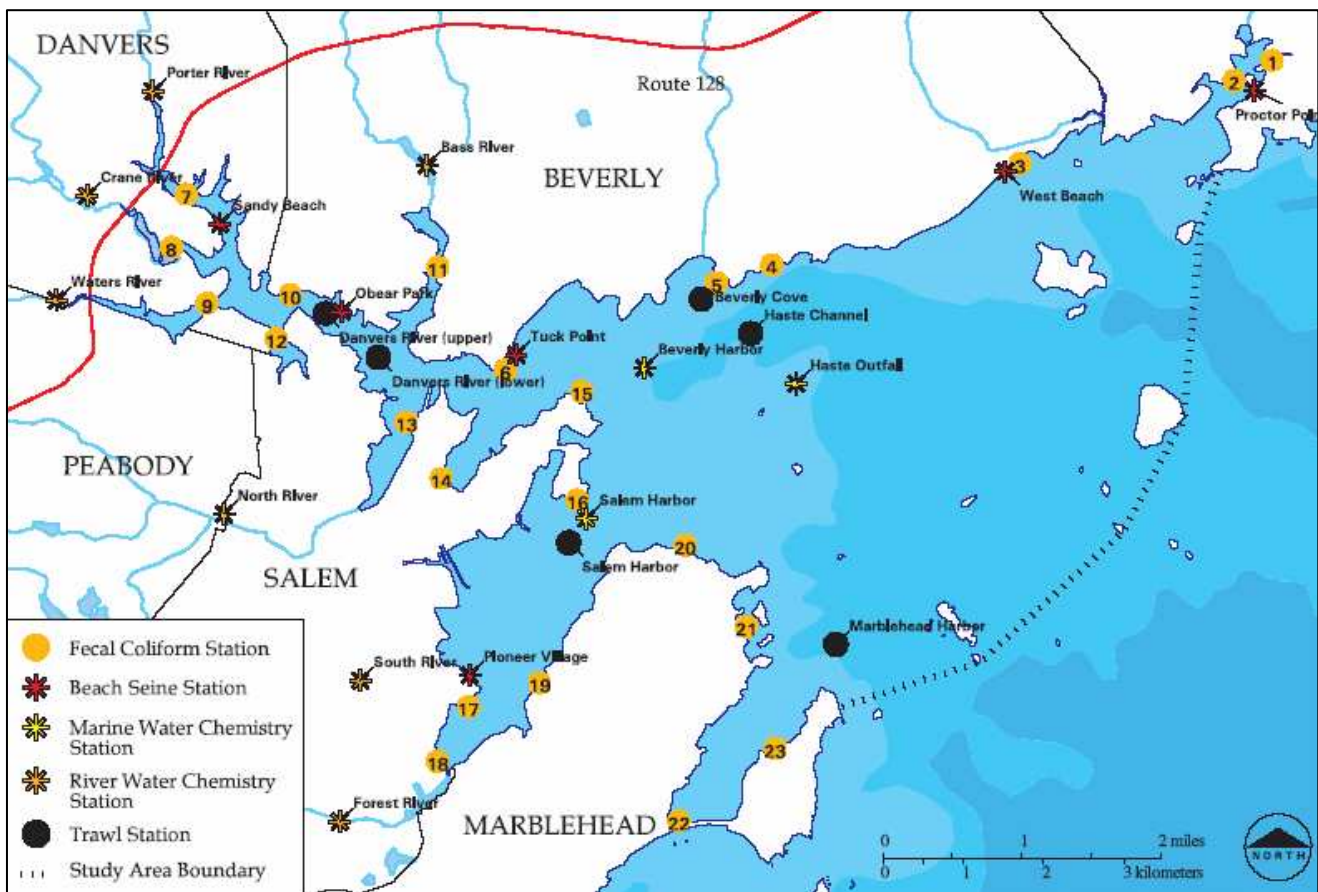 DANVERS
Porter River
Route 128
1
2
Proctor Poi
Bass River
BEVERLY
3
West Beach
Crane River
7
Sandy Beach
8
11
4
5
Waters River
9
10
Obear Park
Beverly Cove
Haste Channel
12
Danvers River (upper)
Tuck Point
Beverly Harbor
Haste Outfall
6
Danvers River (lower)
15
13
PEABODY
14
North River
16
Salem Harbor
SALEM
20
Salem Harbor
21
Marblehead Harbor
South River
Pioneer Village
19
17
18
23
Forest River
MARBLEHEAD
22
Fecal Coliform Station
Beach Seine Station
Marine Water Chemistry
Station
River Water Chemistry
Station
Trawl Station
Study Area Boundary
0
1
2 miles
0
1
2
3 kilometers
NORTH